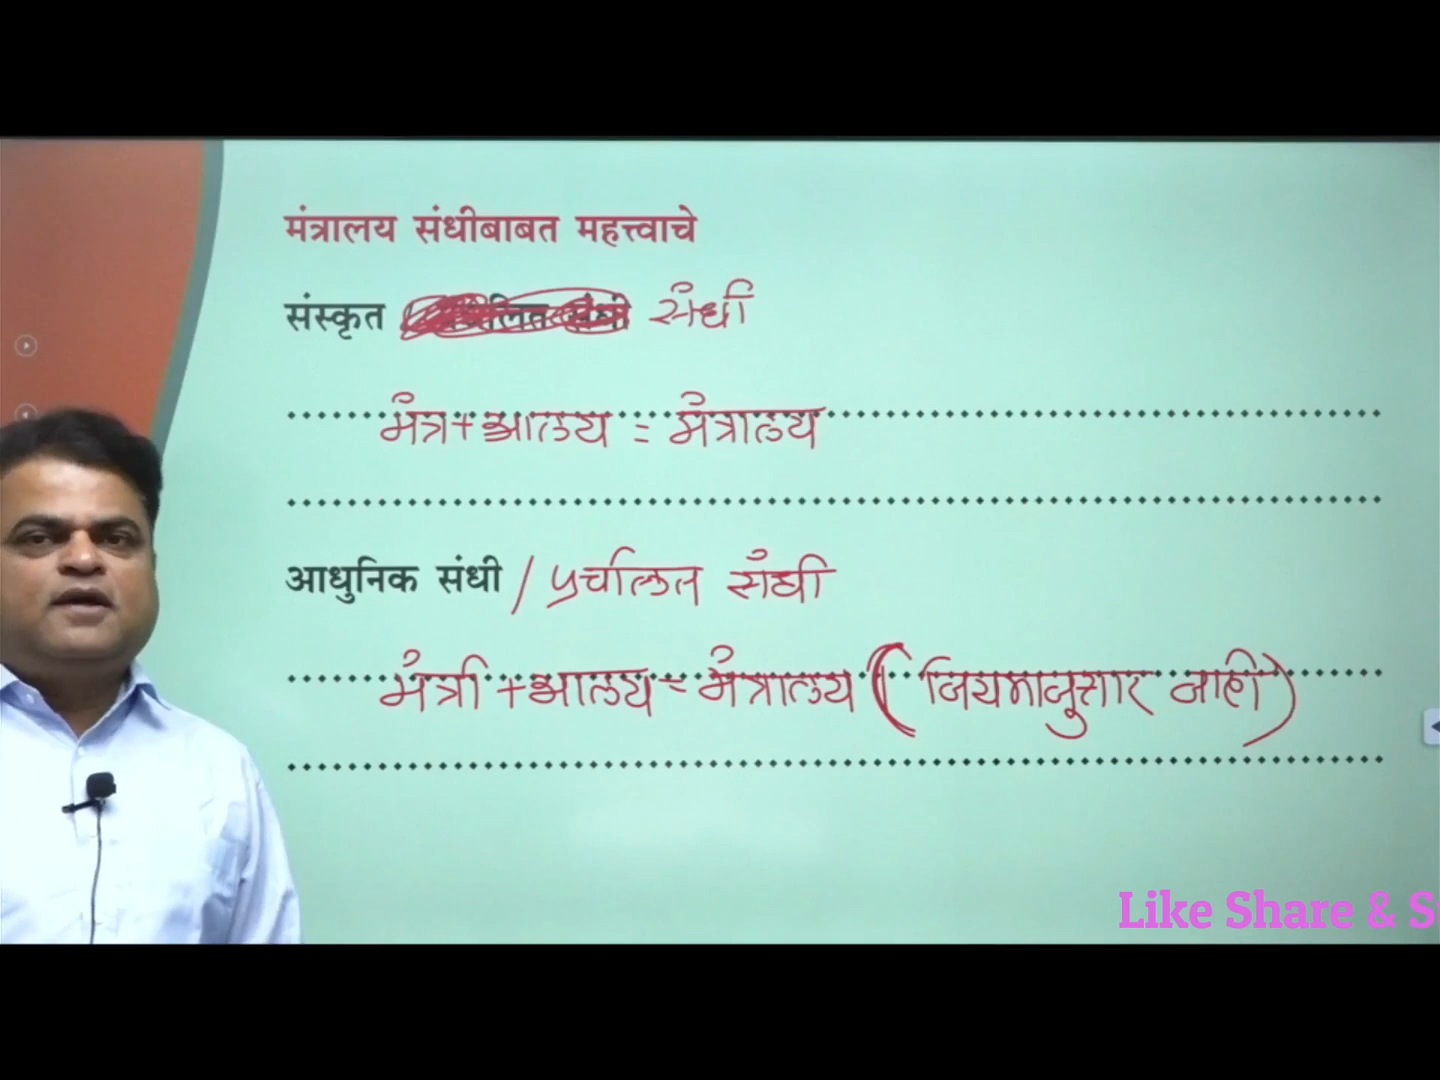 मंत्रालय संधीबाबत महत्त्वाचे
संस्कृत संधी
मंत्र+आलय = मंत्रालय
आधुनिक संधी / प्रचलित संधी
मंत्री + आलय = मंत्रालय ( नियमानुसार नाही )
Like Share & S